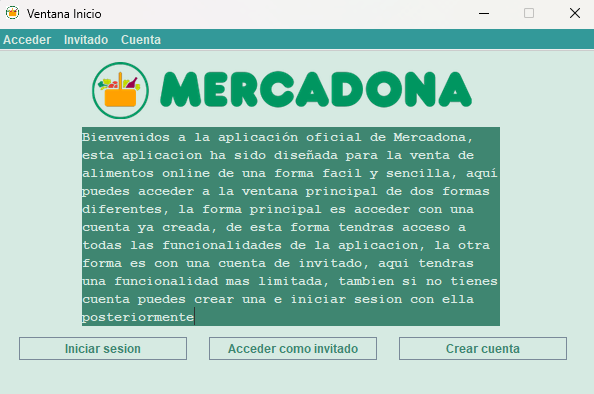 Ventana Inicio
Acceder Invitado Cuenta
MERCADONA
Bienvenidos a la aplicación oficial de Mercadona,
esta aplicacion ha sido diseñada para la venta de
alimentos online de una forma facil y sencilla, aquí
puedes acceder a la ventana principal de dos formas
diferentes, la forma principal es acceder con una
cuenta ya creada, de esta forma tendras acceso a
todas las funcionalidades de la aplicacion, la otra
forma es con una cuenta de invitado, aqui tendras
una funcionalidad mas limitada, tambien si no tienes
cuenta puedes crear una e iniciar sesion con ella
posteriormente
Iniciar sesion Acceder como invitado Crear cuenta